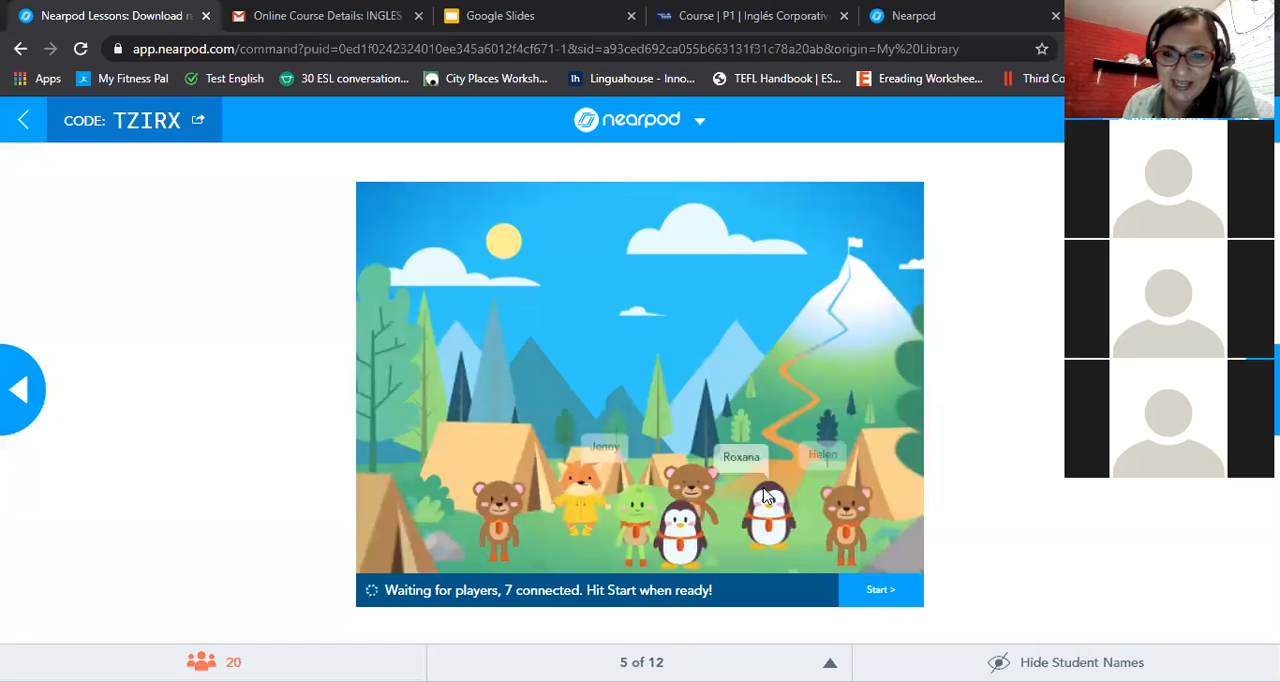 Nearpod Lessons: Download r
Online Course Details: INGLES
Google Slides
Course | P1 | Inglés Corporativ
Nearpod
app.nearpod.com/command?puid=0ed1f0242324010ee345a6012f4cf671-1&sid=a93ced692ca055b663131f31c78a20ab&origin=My%20Library
Apps
My Fitness Pal
Test English
30 ESL conversation...
City Places Worksh...
Linguahouse - Inno...
TEFL Handbook | ES...
Ereading Workshee...
Third Co
CODE: TZIRX
nearpod
Jenny
Roxana
Helen
Waiting for players, 7 connected. Hit Start when ready!
Start >
20
5 of 12
Hide Student Names